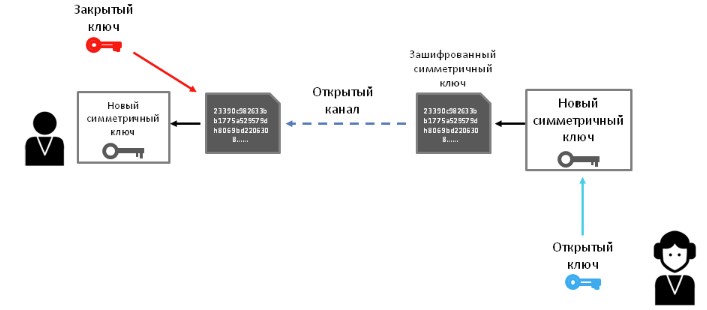 Закрытый
ключ
Новый
симметричный
ключ
23390c982633b
b1775a529579d
h8069bd220630
8......
Открытый
канал
Зашифрованный
симметричный
ключ
23390c982633b
b1775a529579d
h8069bd220630
8......
Новый
симметричный
ключ
Открытый
ключ